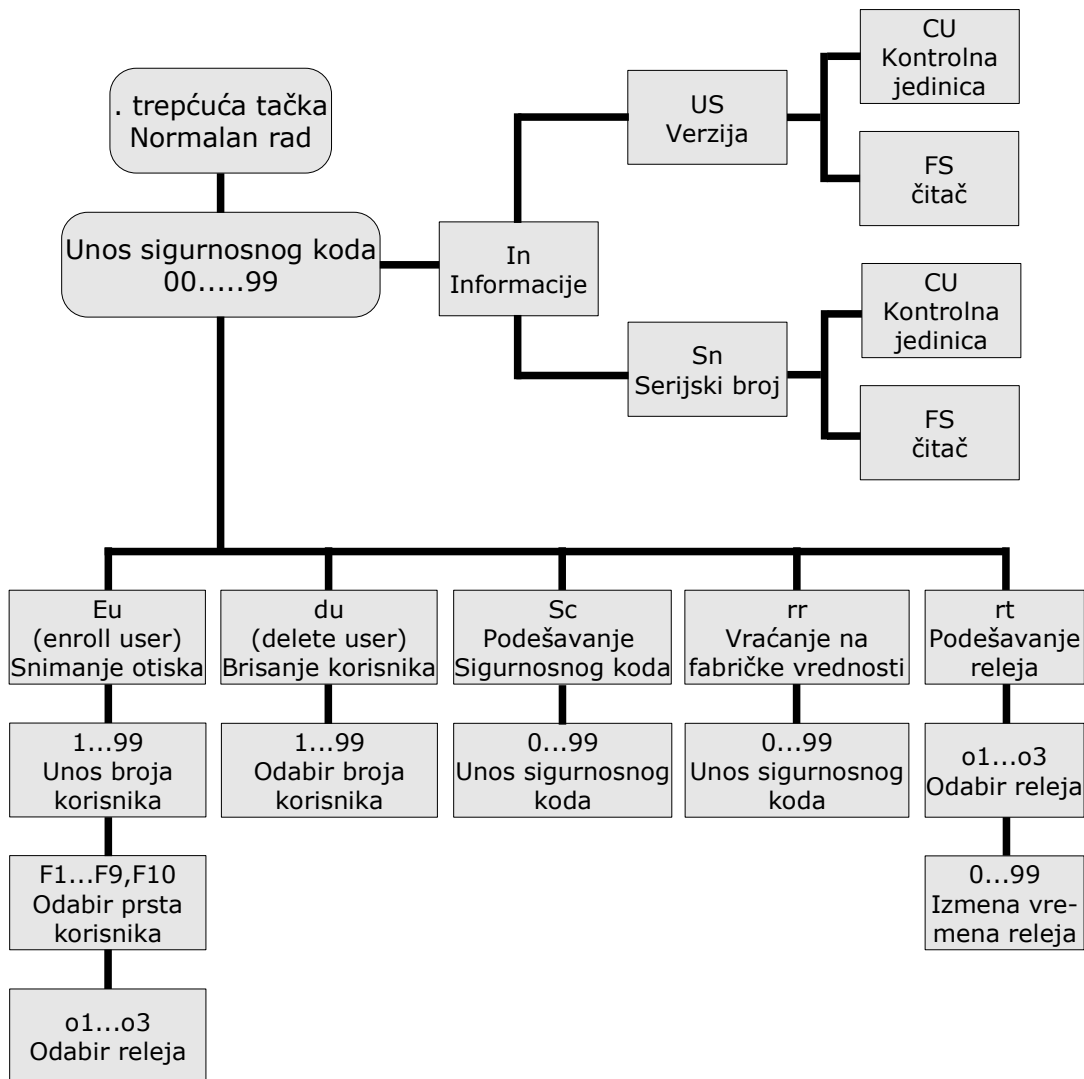 . trepćuća tačka
Normalan rad
Unos sigurnosnog koda
00.....99
In
Informacije
US
Verzija
CU
Kontrolna
jedinica
FS
čitač
Sn
Serijski broj
CU
Kontrolna
jedinica
FS
čitač
Eu
(enroll user)
Snimanje otiska
1...99
Unos broja
korisnika
F1...F9,F10
Odabir prsta
korisnika
o1...o3
Odabir releja
du
(delete user)
Brisanje korisnika
1...99
Odabir broja
korisnika
Sc
Podešavanje
Sigurnosnog koda
0...99
Unos sigurnosnog
koda
rr
Vraćanje na
fabričke vrednosti
0...99
Unos sigurnosnog
koda
rt
Podešavanje
releja
o1...o3
Odabir releja
0...99
Izmena vre-
mena releja